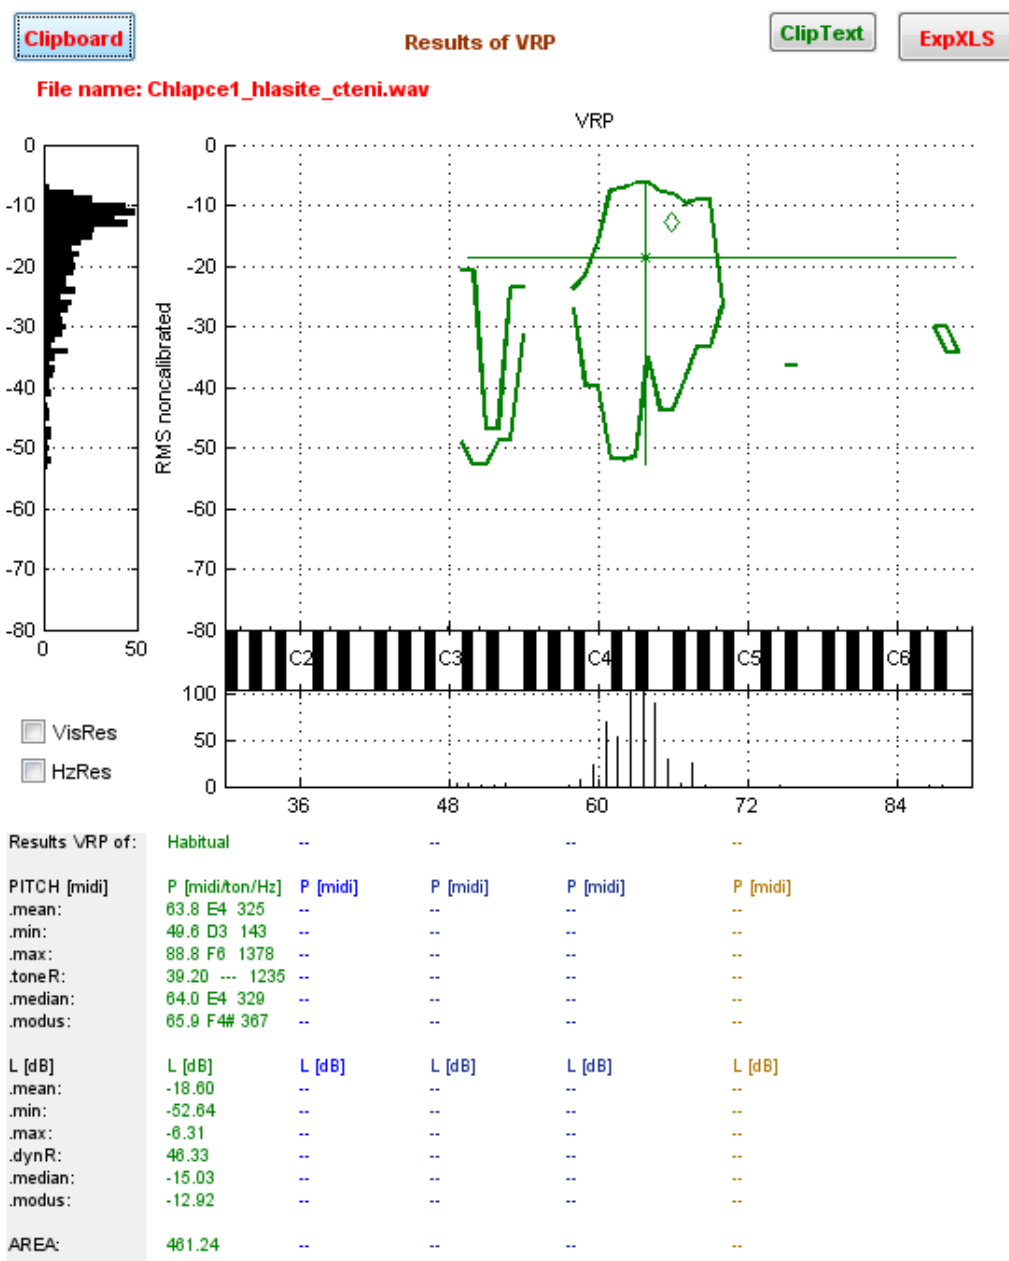 Clipboard
Results of VRP
ClipText
ExpXLS
File name: Chlapce1_hlasite_cteni.wav
VRP
0
-10
-20
-30
-40
-50
-60
-70
-80
0 50
RMS noncalibrated
0
-10
-20
-30
-40
-50
-60
-70
-80
C2 C3 C4 C5 C6
100
50
0
36 48 60 72 84
VisRes
HzRes
Results VRP of: Habitual -- -- -- --
PITCH [midi] P [midi/ton/Hz] P [midi] P [midi] P [midi] P [midi]
.mean: 63.8 E4 325 -- -- -- --
.min: 49.6 D3 143 -- -- -- --
.max: 88.8 F6 1378 -- -- -- --
.toneR: 39.20 --- 1235 -- -- -- --
.median: 64.0 E4 329 -- -- -- --
.modus: 65.9 F4# 367 -- -- -- --
L [dB] L [dB] L [dB] L [dB] L [dB] L [dB]
.mean: -18.60 -- -- -- --
.min: -52.64 -- -- -- --
.max: -6.31 -- -- -- --
.dynR: 46.33 -- -- -- --
.median: -15.03 -- -- -- --
.modus: -12.92 -- -- -- --
AREA: 461.24 -- -- -- --